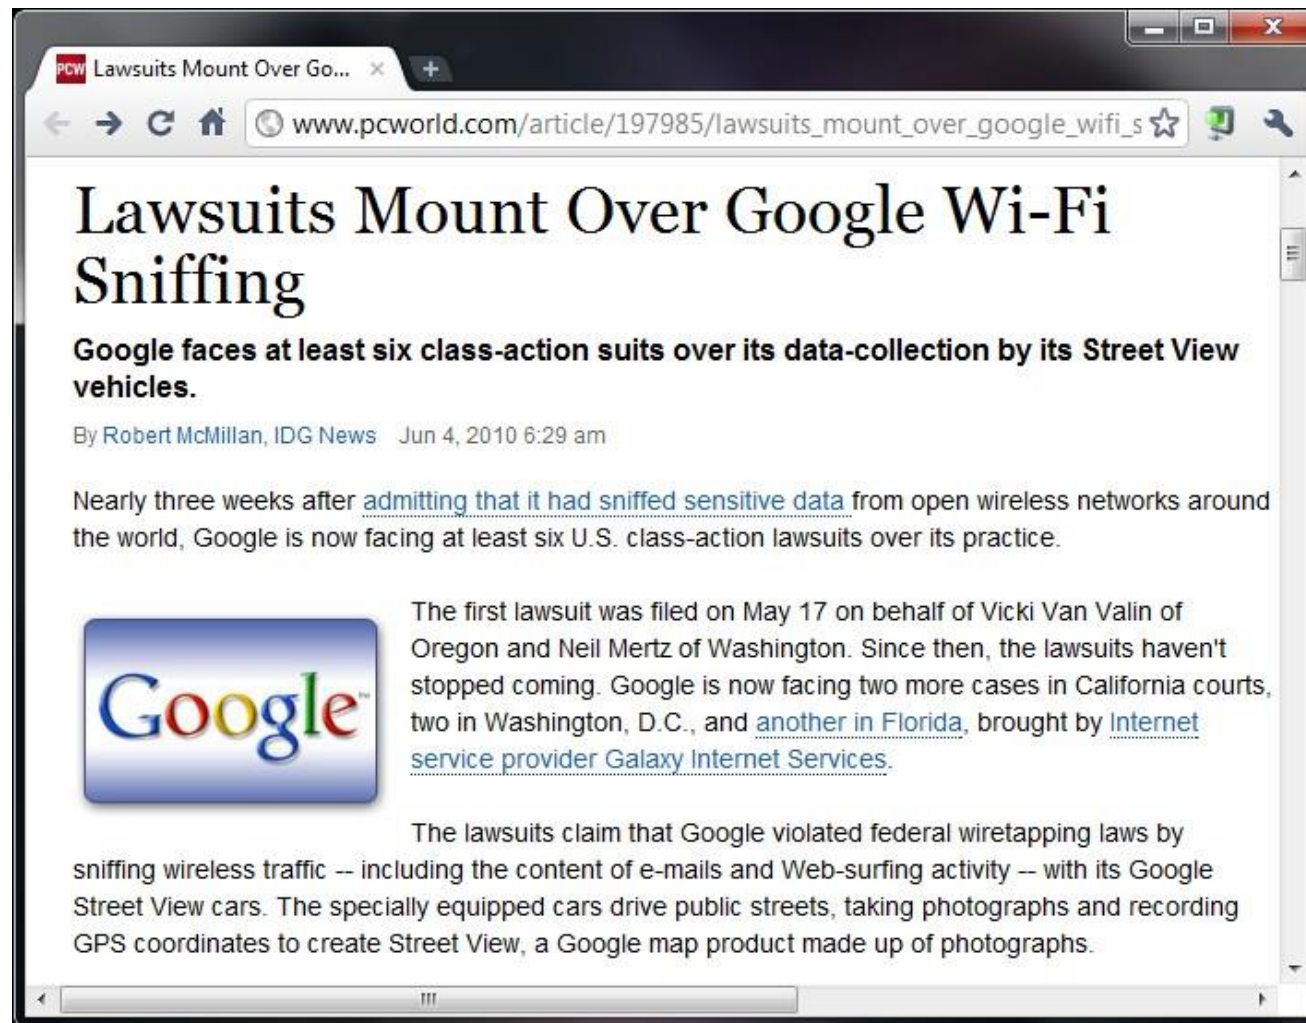 PCW Lawsuits Mount Over Go...
www.pcworld.com/article/197985/lawsuits_mount_over_google_wifi_s
Lawsuits Mount Over Google Wi-Fi
Sniffing
Google faces at least six class-action suits over its data-collection by its Street View
vehicles.
By Robert McMillan, IDG News Jun 4, 2010 6:29 am
Nearly three weeks after admitting that it had sniffed sensitive data from open wireless networks around
the world, Google is now facing at least six U.S. class-action lawsuits over its practice.
The first lawsuit was filed on May 17 on behalf of Vicki Van Valin of
Oregon and Neil Mertz of Washington. Since then, the lawsuits haven't
stopped coming. Google is now facing two more cases in California courts,
two in Washington, D.C., and another in Florida, brought by Internet
service provider Galaxy Internet Services.
Google™
The lawsuits claim that Google violated federal wiretapping laws by
sniffing wireless traffic -- including the content of e-mails and Web-surfing activity -- with its Google
Street View cars. The specially equipped cars drive public streets, taking photographs and recording
GPS coordinates to create Street View, a Google map product made up of photographs.